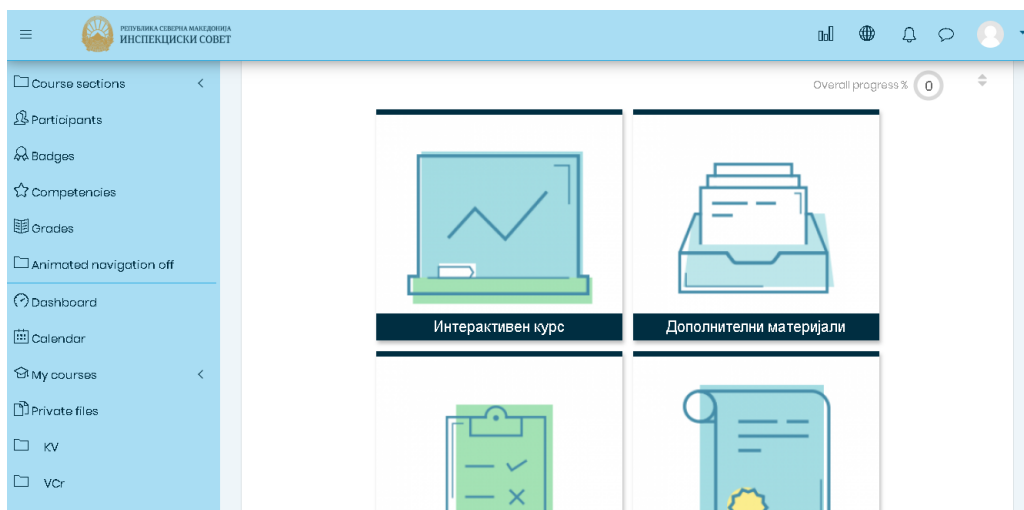 РЕПУБЛИКА СЕВЕРНА МАКЕДОНИЈА
ИНСПЕКЦИСКИ СОВЕТ
Course sections
Participants
Badges
Competencies
Grades
Animated navigation off
Dashboard
Calendar
My courses
Private files
KV
VCr
Overall progress % 0
Интерактивен курс
Дополнителни материјали